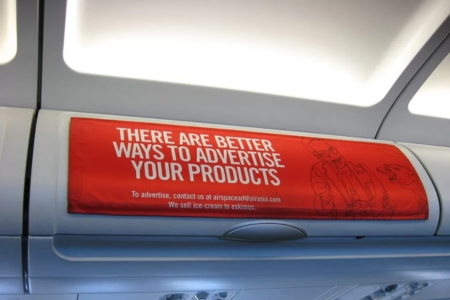 THERE ARE BETTER
WAYS TO ADVERTISE
YOUR PRODUCTS
To advertise, contact us at airspacead@airasia.com
We sell ice-cream to eskimos.